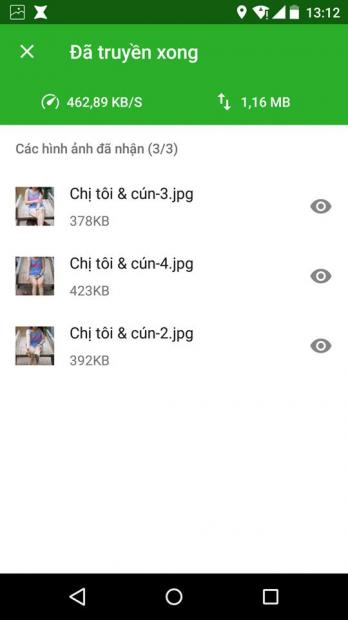 13:12
Đã truyền xong
462,89 KB/S
1,16 MB
Các hình ảnh đã nhận (3/3)
Chị tôi & cún-3.jpg
378KB
Chị tôi & cún-4.jpg
423KB
Chị tôi & cún-2.jpg
392KB